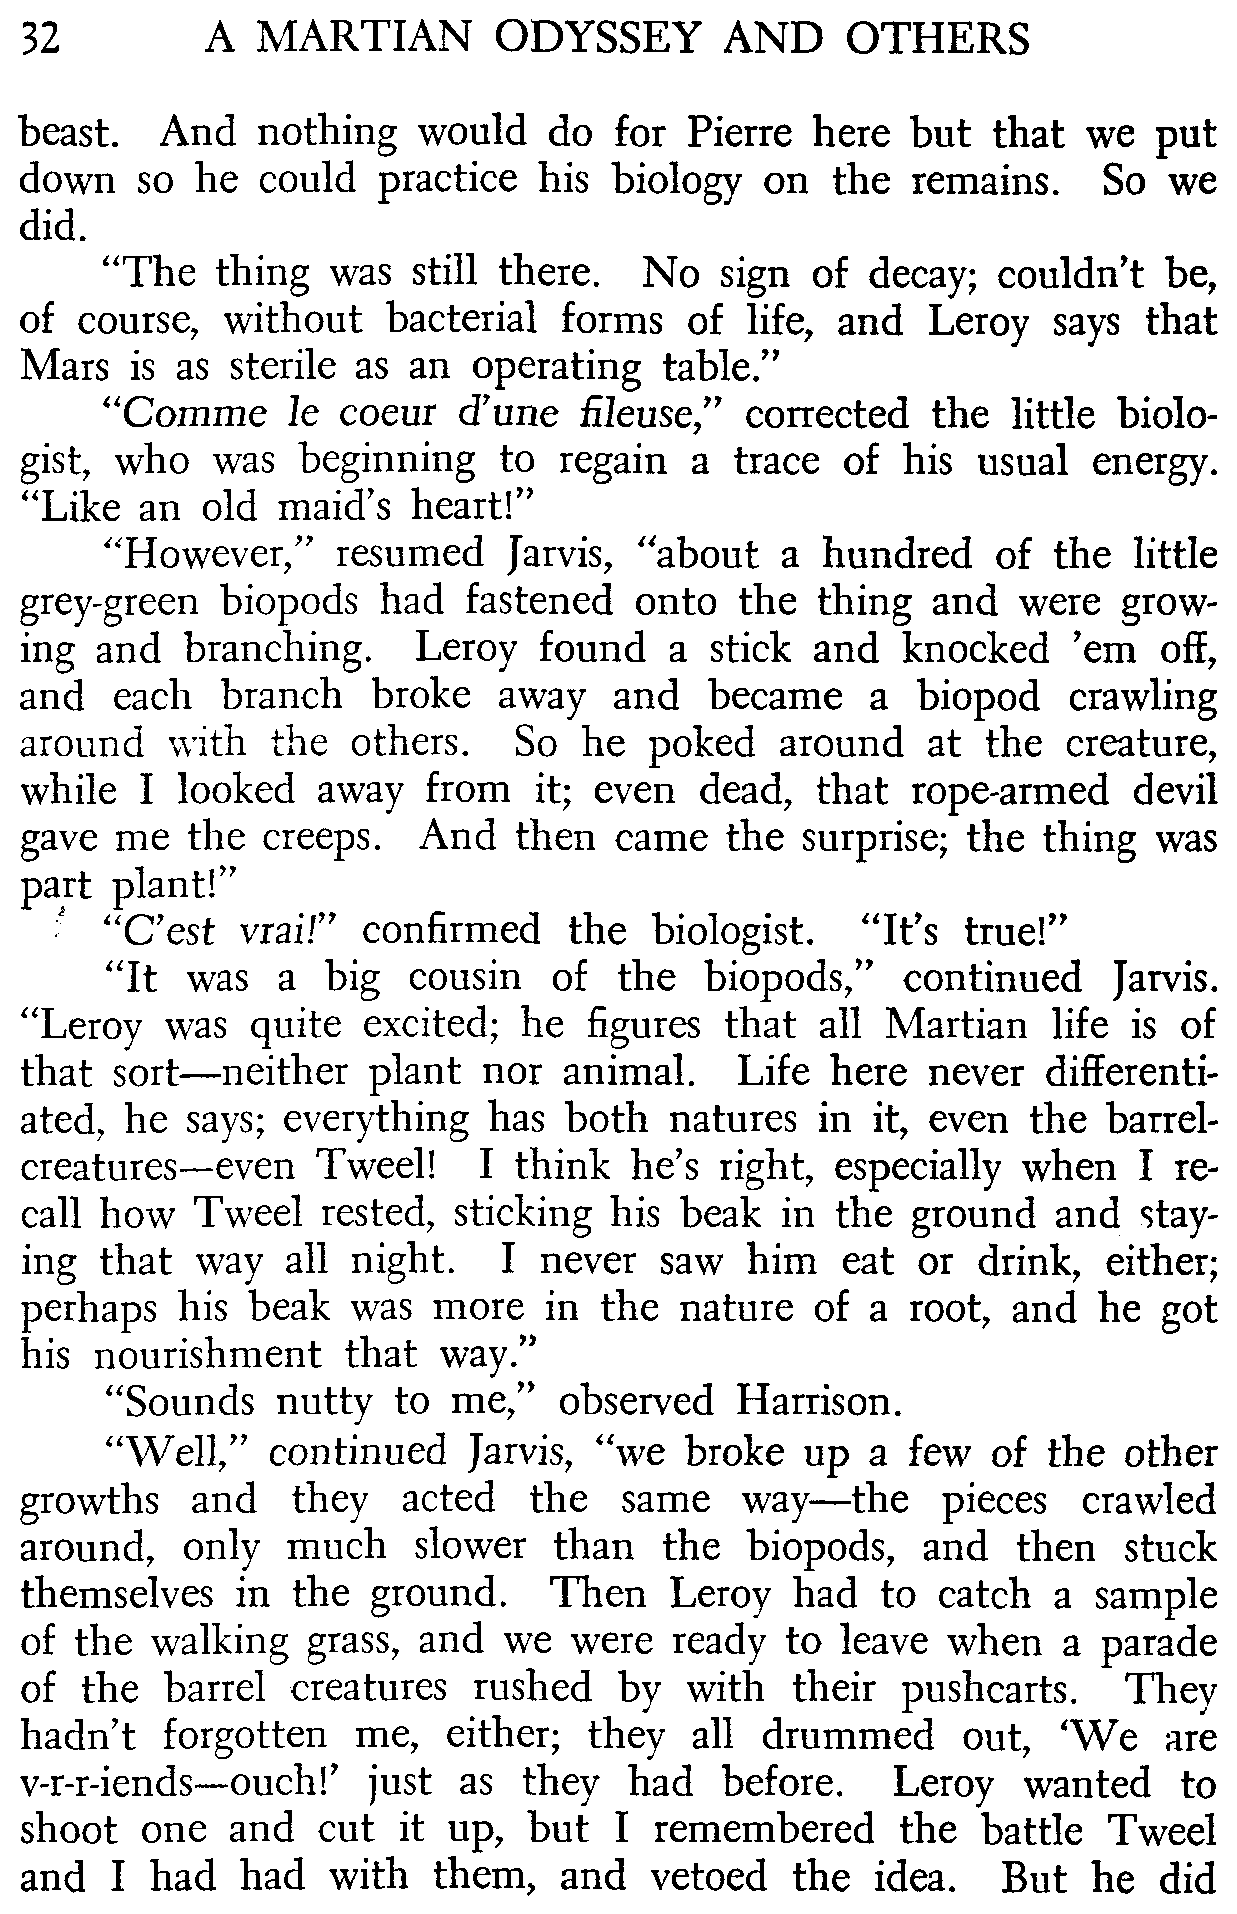 32 A MARTIAN ODYSSEY AND OTHERS
beast. And nothing would do for Pierre here but that we put
down so he could practice his biology on the remains. So we
did.
“The thing was still there. No sign of decay; couldn’t be,
of course, without bacterial forms of life, and Leroy says that
Mars is as sterile as an operating table.”
“Comme le coeur d’une fileuse,” corrected the little biolo-
gist, who was beginning to regain a trace of his usual energy.
“Like an old maid’s heart!”
“However,” resumed Jarvis, “about a hundred of the little
grey-green biopods had fastened onto the thing and were grow-
ing and branching. Leroy found a stick and knocked ’em off,
and each branch broke away and became a biopod crawling
around with the others. So he poked around at the creature,
while I looked away from it; even dead, that rope-armed devil
gave me the creeps. And then came the surprise; the thing was
part plant!”
“C’est vrai!” confirmed the biologist. “It’s true!”
“It was a big cousin of the biopods,” continued Jarvis.
“Leroy was quite excited; he figures that all Martian life is of
that sort—neither plant nor animal. Life here never differenti-
ated, he says; everything has both natures in it, even the barrel-
creatures—even Tweel! I think he’s right, especially when I re-
call how Tweel rested, sticking his beak in the ground and stay-
ing that way all night. I never saw him eat or drink, either;
perhaps his beak was more in the nature of a root, and he got
his nourishment that way.”
“Sounds nutty to me,” observed Harrison.
“Well,” continued Jarvis, “we broke up a few of the other
growths and they acted the same way—the pieces crawled
around, only much slower than the biopods, and then stuck
themselves in the ground. Then Leroy had to catch a sample
of the walking grass, and we were ready to leave when a parade
of the barrel creatures rushed by with their pushcarts. They
hadn’t forgotten me, either; they all drummed out, ‘We are
v-r-r-iends—ouch!’ just as they had before. Leroy wanted to
shoot one and cut it up, but I remembered the battle Tweel
and I had had with them, and vetoed the idea. But he did